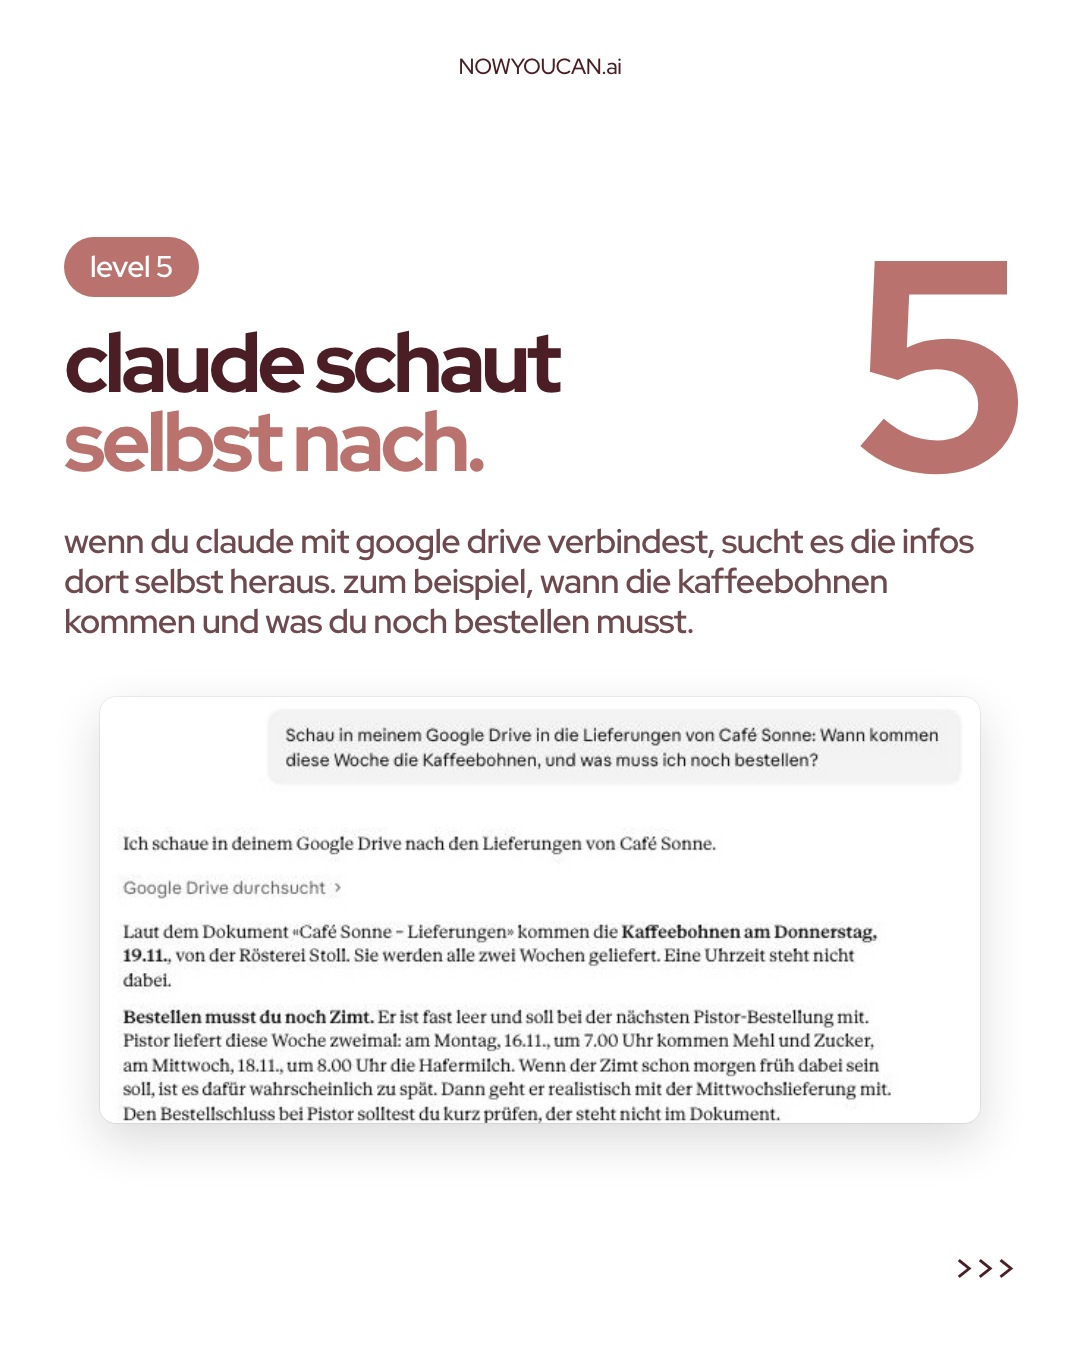 NOWYOUCAN.ai
level 5
5
claude schaut
selbst nach.
wenn du claude mit google drive verbindest, sucht es die infos
dort selbst heraus. zum beispiel, wann die kaffeebohnen
kommen und was du noch bestellen musst.
Schau in meinem Google Drive in die Lieferungen von Café Sonne: Wann kommen
diese Woche die Kaffeebohnen, und was muss ich noch bestellen?
Ich schaue in deinem Google Drive nach den Lieferungen von Café Sonne.
Google Drive durchsucht >
Laut dem Dokument «Café Sonne – Lieferungen» kommen die Kaffeebohnen am Donnerstag,
19.11., von der Rösterei Stoll. Sie werden alle zwei Wochen geliefert. Eine Uhrzeit steht nicht
dabei.
Bestellen musst du noch Zimt. Er ist fast leer und soll bei der nächsten Pistor-Bestellung mit.
Pistor liefert diese Woche zweimal: am Montag, 16.11., um 7.00 Uhr kommen Mehl und Zucker,
am Mittwoch, 18.11., um 8.00 Uhr die Hafermilch. Wenn der Zimt schon morgen früh dabei sein
soll, ist es dafür wahrscheinlich zu spät. Dann geht er realistisch mit der Mittwochslieferung mit.
Den Bestellschluss bei Pistor solltest du kurz prüfen, der steht nicht im Dokument.
>>>